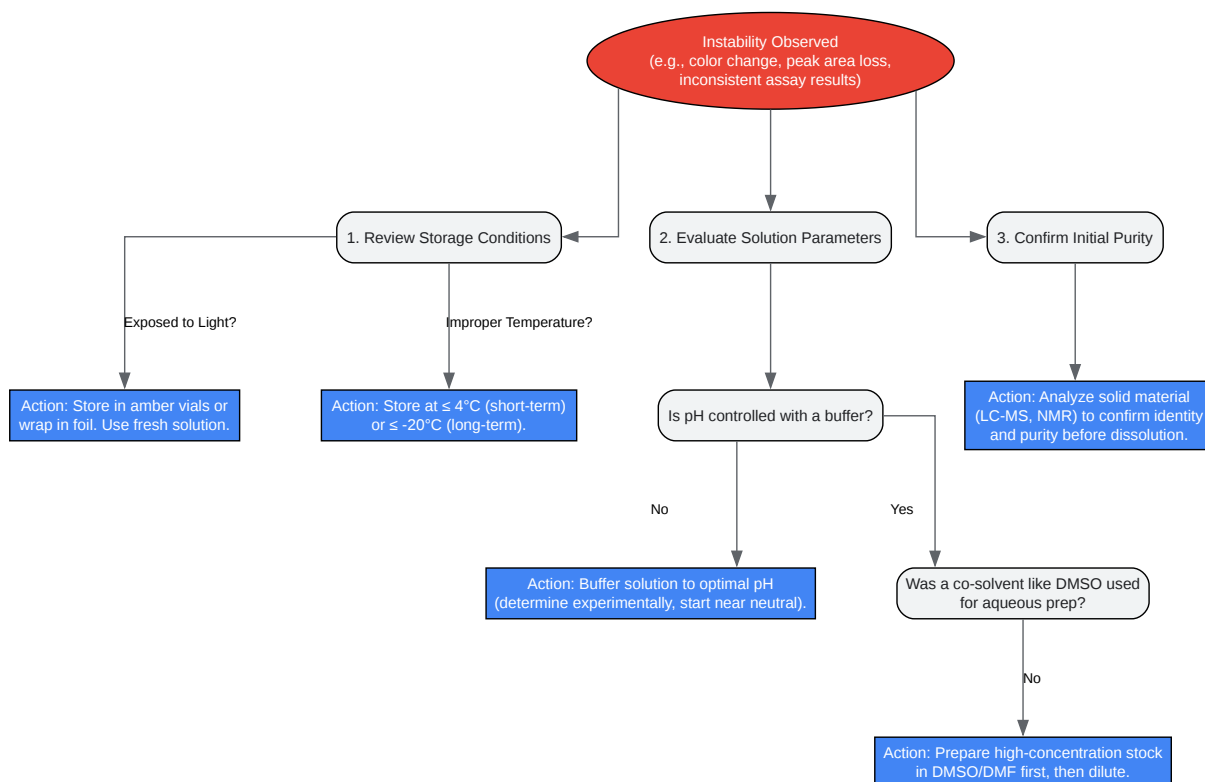 Instability Observed
(e.g., color change, peak area loss,
inconsistent assay results)
1. Review Storage Conditions
2. Evaluate Solution Parameters
3. Confirm Initial Purity
Exposed to Light?
Improper Temperature?
Action: Store in amber vials or
wrap in foil. Use fresh solution.
Action: Store at ≤ 4°C (short-term)
or ≤ -20°C (long-term).
Is pH controlled with a buffer?
Action: Analyze solid material
(LC-MS, NMR) to confirm identity
and purity before dissolution.
No
Yes
Action: Buffer solution to optimal pH
(determine experimentally, start near neutral).
Was a co-solvent like DMSO used
for aqueous prep?
No
Action: Prepare high-concentration stock
in DMSO/DMF first, then dilute.